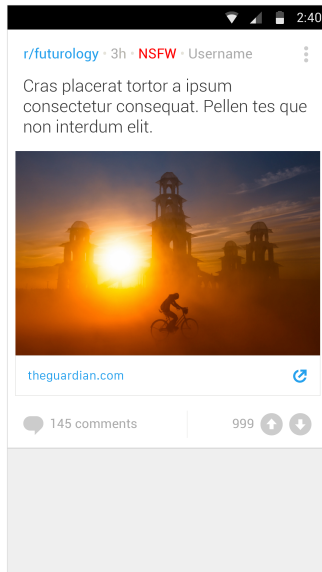 2:40
r/futurology • 3h • NSFW • Username
Cras placerat tortor a ipsum
consectetur consequat. Pellen tes que
non interdum elit.
theguardian.com
145 comments 999